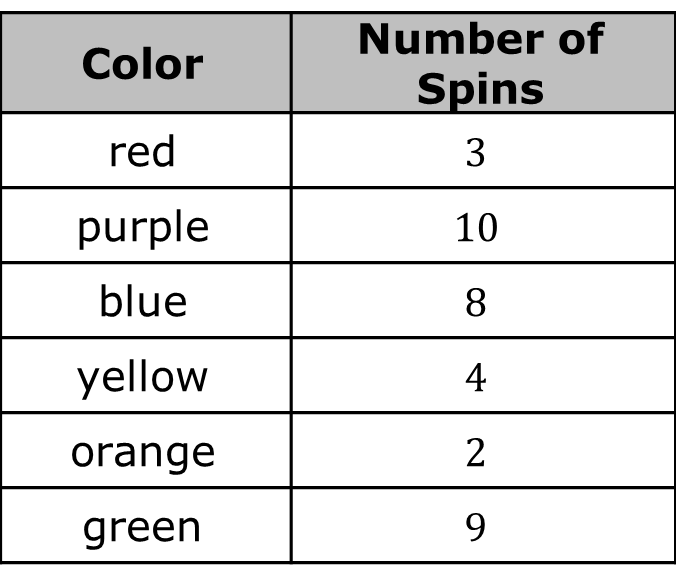 Color Number of
Spins
red 3
purple 10
blue 8
yellow 4
orange 2
green 9